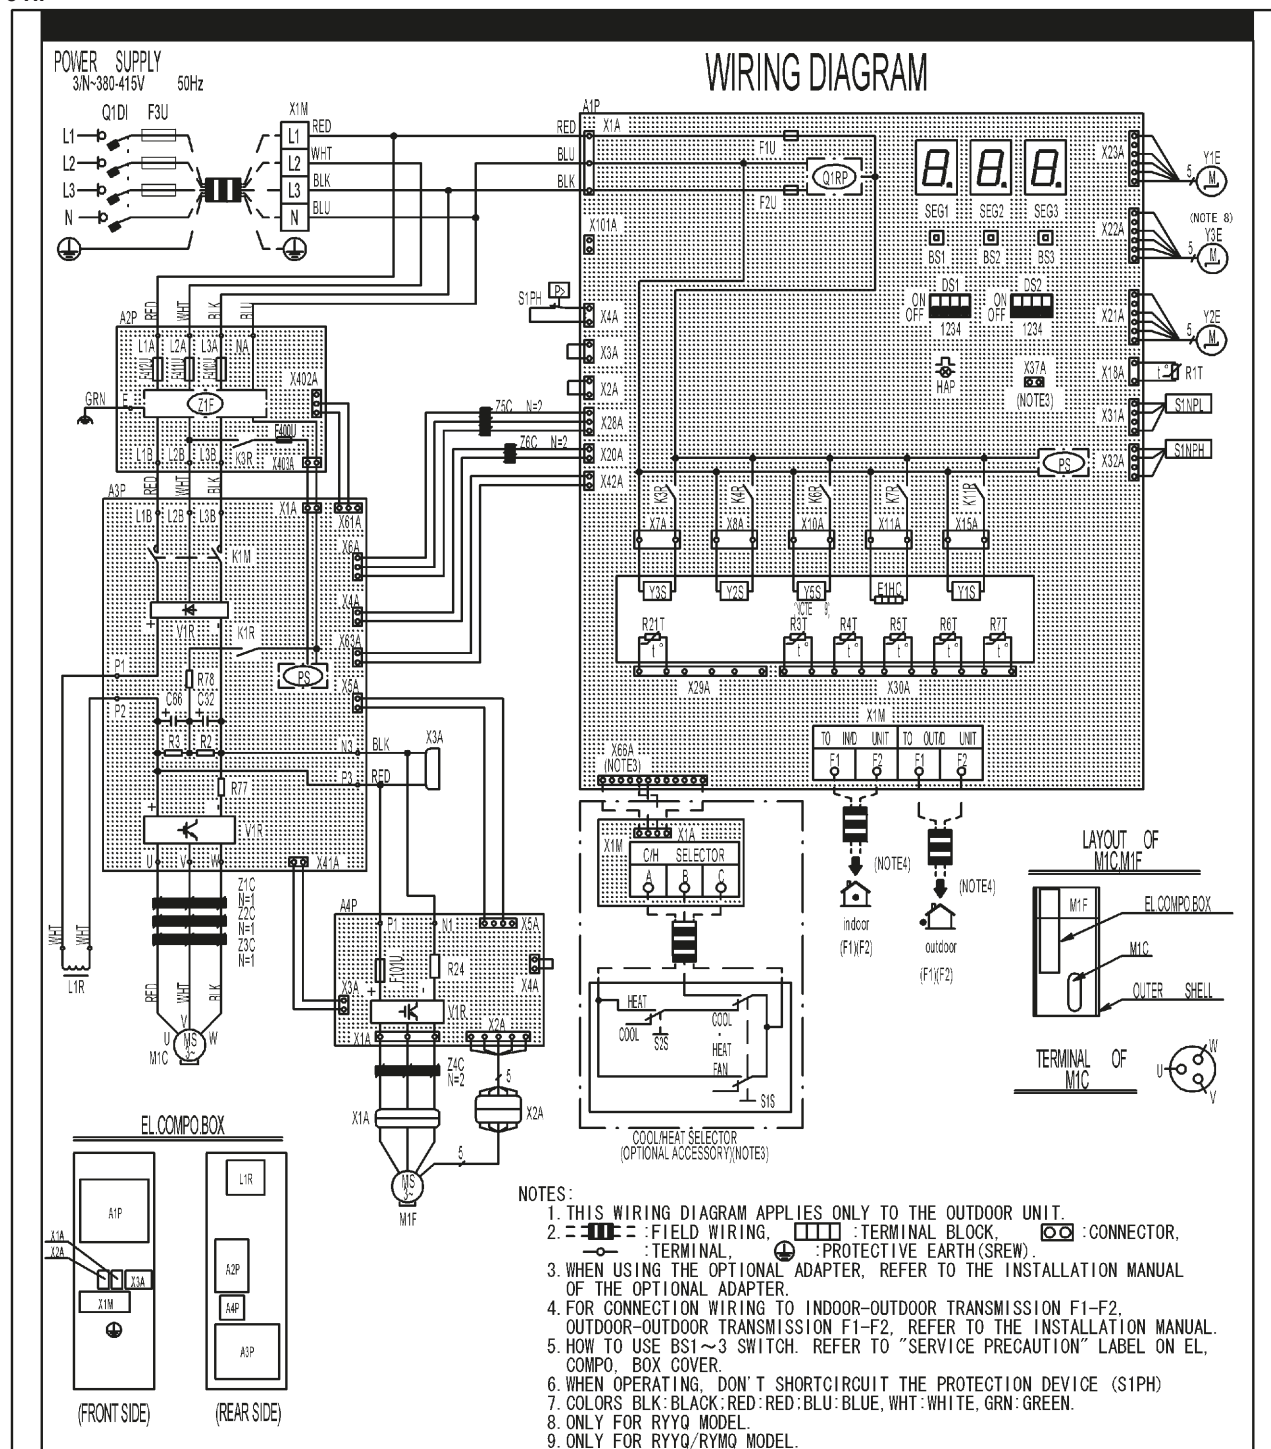 WIRING DIAGRAM
POWER SUPPLY
3/N~380-415V 50Hz
Q1DI F3U X1M
L1 L1 RED
L2 L2 WHT
L3 L3 BLK
N N BLU
A1P
RED X1A
BLU
BLK
F1U
F2U
Q1RP
X101A
SEG1 SEG2 SEG3
BS1 BS2 BS3
DS1 DS2
ON ON
OFF OFF
1234 1234
HAP
X37A
(NOTE3)
X23A 5 Y1E
M
(NOTE 8)
X22A 5 Y3E
M
X21A 5 Y2E
M
X18A t° R1T
X31A S1NPL
X32A S1NPH
S1PH P>
X4A
X3A
X2A
Z5C N=2 X28A
Z6C N=2 X20A
X42A
PS
K3R K4R K6R K7R K11R
X7A X8A X10A X11A X15A
Y3S Y2S Y5S E1HC Y1S
R21T R3T R4T R5T R6T R7T
t° t° t° t° t° t°
X29A X30A
X1M
TO IN/D UNIT TO OUT/D UNIT
F1 F2 F1 F2
X66A
(NOTE3)
(NOTE4)
(NOTE4)
indoor
(F1)(F2)
outdoor
(F1)(F2)
RED WHT BLK BLU
A2P
L1A L2A L3A NA
F412U F411U F410U
X402A
GRN E
Z1F
F400U
K3R X403A
L1B L2B L3B
RED WHT BLK
A3P
L1B L2B L3B
X1A X61A
X6A
K1M
X4A
V1R
K1R
X63A
PS
X5A
P1
P2
R78
C66 C32
R3 R2
R77
N3 BLK
P3 RED
X3A
V1R
U V W
X41A
Z1C
N=1
Z2C
N=1
Z3C
N=1
WHT WHT
L1R
RED WHT BLK
U V W
MS
3~
M1C
A4P
P1 N1 X5A
F101U R24
X4A
X3A
V1R
X1A X2A
Z4C
N=2
5
X1A X2A
5
MS
3~
M1F
X1M X1A
C/H SELECTOR
A B C
HEAT
COOL
S2S
COOL
HEAT
FAN
S1S
COOL/HEAT SELECTOR
(OPTIONAL ACCESSORY)(NOTE3)
LAYOUT OF
M1C,M1F
M1F
EL.COMPO.BOX
M1C
OUTER SHELL
TERMINAL OF
M1C
U W V
EL.COMPO.BOX
A1P
X1A
X2A
X3A
X1M
(FRONT SIDE)
L1R
A2P
A4P
A3P
(REAR SIDE)
NOTES:
1. THIS WIRING DIAGRAM APPLIES ONLY TO THE OUTDOOR UNIT.
2. :FIELD WIRING, :TERMINAL BLOCK, :CONNECTOR,
:TERMINAL, :PROTECTIVE EARTH(SREW).
3. WHEN USING THE OPTIONAL ADAPTER, REFER TO THE INSTALLATION MANUAL
OF THE OPTIONAL ADAPTER.
4. FOR CONNECTION WIRING TO INDOOR-OUTDOOR TRANSMISSION F1-F2,
OUTDOOR-OUTDOOR TRANSMISSION F1-F2, REFER TO THE INSTALLATION MANUAL.
5. HOW TO USE BS1~3 SWITCH. REFER TO "SERVICE PRECAUTION" LABEL ON EL,
COMPO, BOX COVER.
6. WHEN OPERATING, DON'T SHORTCIRCUIT THE PROTECTION DEVICE (S1PH)
7. COLORS BLK:BLACK;RED:RED;BLU:BLUE,WHT:WHITE,GRN:GREEN.
8. ONLY FOR RYYQ MODEL.
9. ONLY FOR RYYQ/RYMQ MODEL.